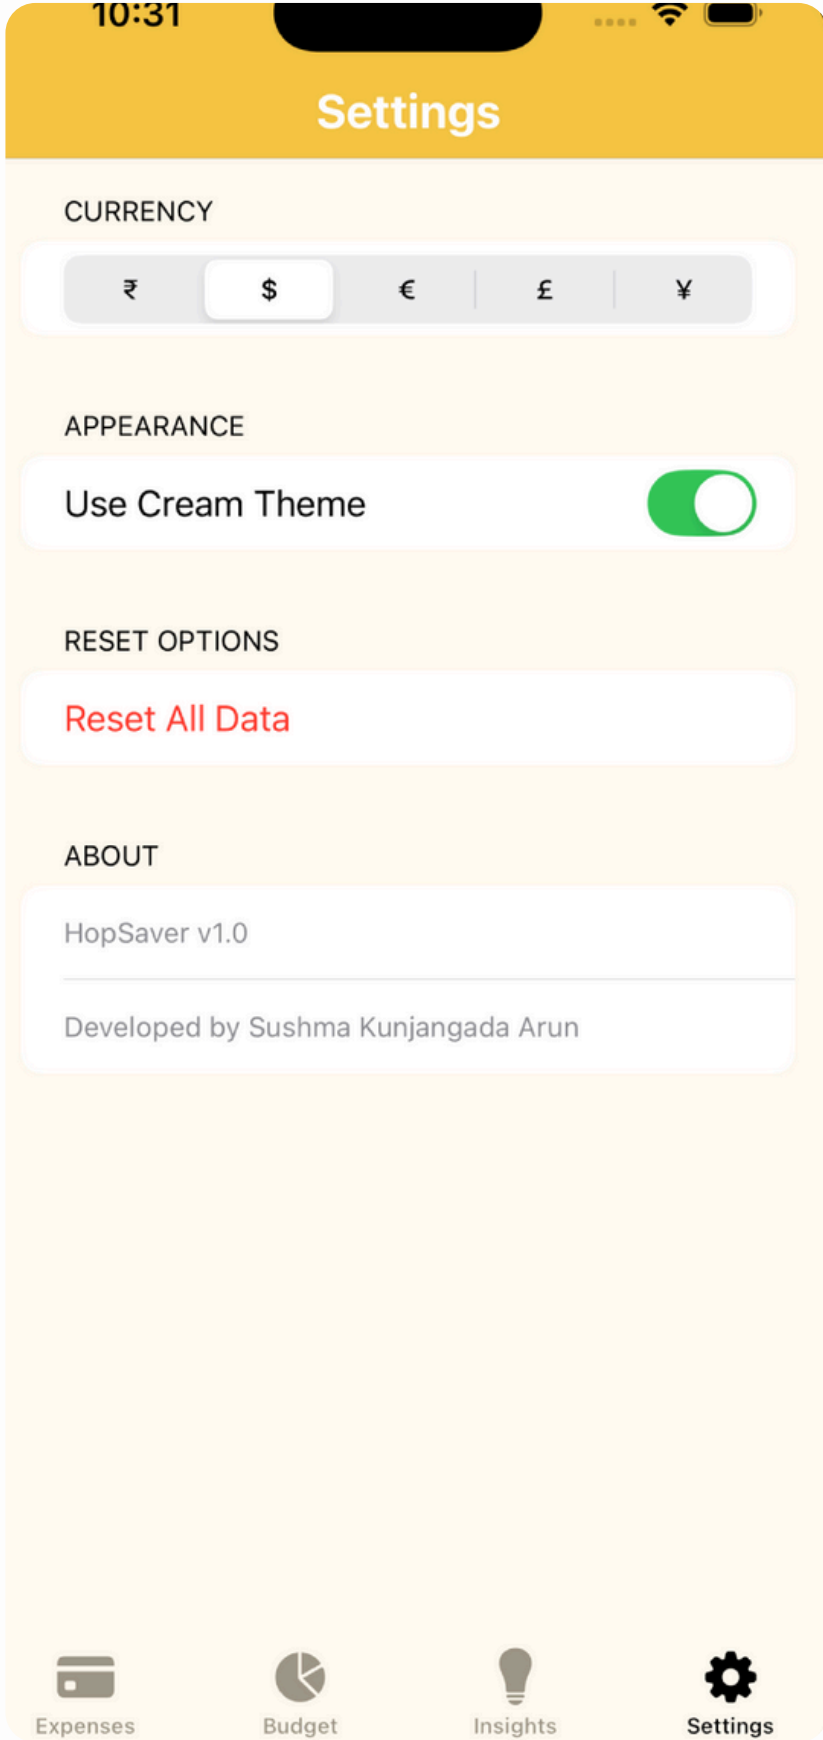 10:31
Settings
CURRENCY
₹ $ € £ ¥
APPEARANCE
Use Cream Theme
RESET OPTIONS
Reset All Data
ABOUT
HopSaver v1.0
Developed by Sushma Kunjangada Arun
Expenses Budget Insights Settings